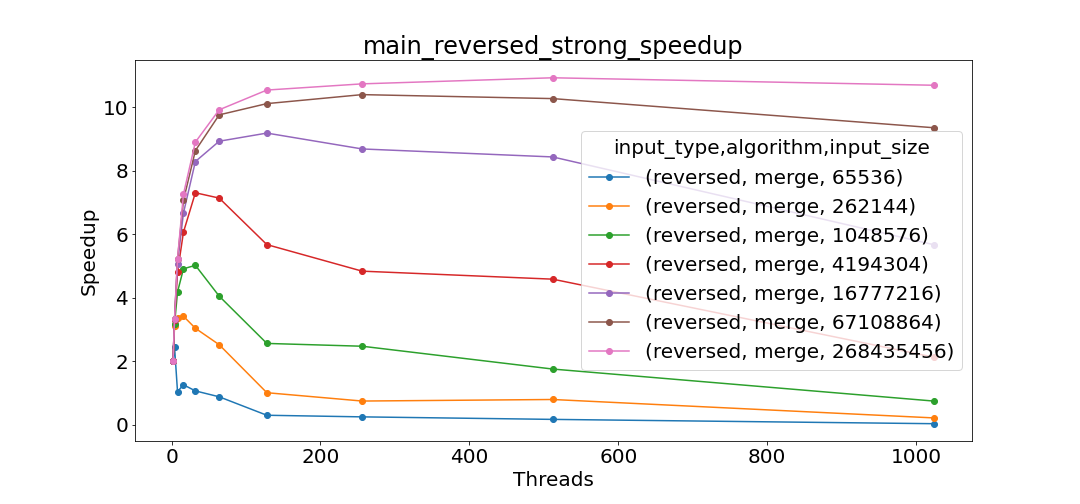 main_reversed_strong_speedup
Speedup
10
8
6
4
2
0
input_type,algorithm,input_size
(reversed, merge, 65536)
(reversed, merge, 262144)
(reversed, merge, 1048576)
(reversed, merge, 4194304)
(reversed, merge, 16777216)
(reversed, merge, 67108864)
(reversed, merge, 268435456)
0 200 400 600 800 1000
Threads